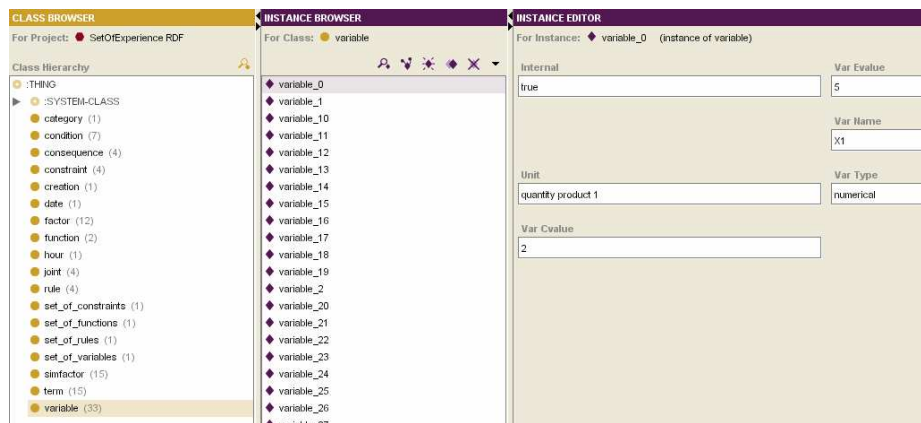 CLASS BROWSER
For Project: SetOfExperience RDF
Class Hierarchy
:THING
:SYSTEM-CLASS
category (1)
condition (7)
consequence (4)
constraint (4)
creation (1)
date (1)
factor (12)
function (2)
hour (1)
joint (4)
rule (4)
set_of_constraints (1)
set_of_functions (1)
set_of_rules (1)
set_of_variables (1)
simfactor (15)
term (15)
variable (33)
INSTANCE BROWSER
For Class: variable
variable_0
variable_1
variable_10
variable_11
variable_12
variable_13
variable_14
variable_15
variable_16
variable_17
variable_18
variable_19
variable_2
variable_20
variable_21
variable_22
variable_23
variable_24
variable_25
variable_26
INSTANCE EDITOR
For Instance: variable_0 (instance of variable)
Internal
true
Var Evalue
5
Var Name
X1
Unit
quantity product 1
Var Type
numerical
Var Cvalue
2